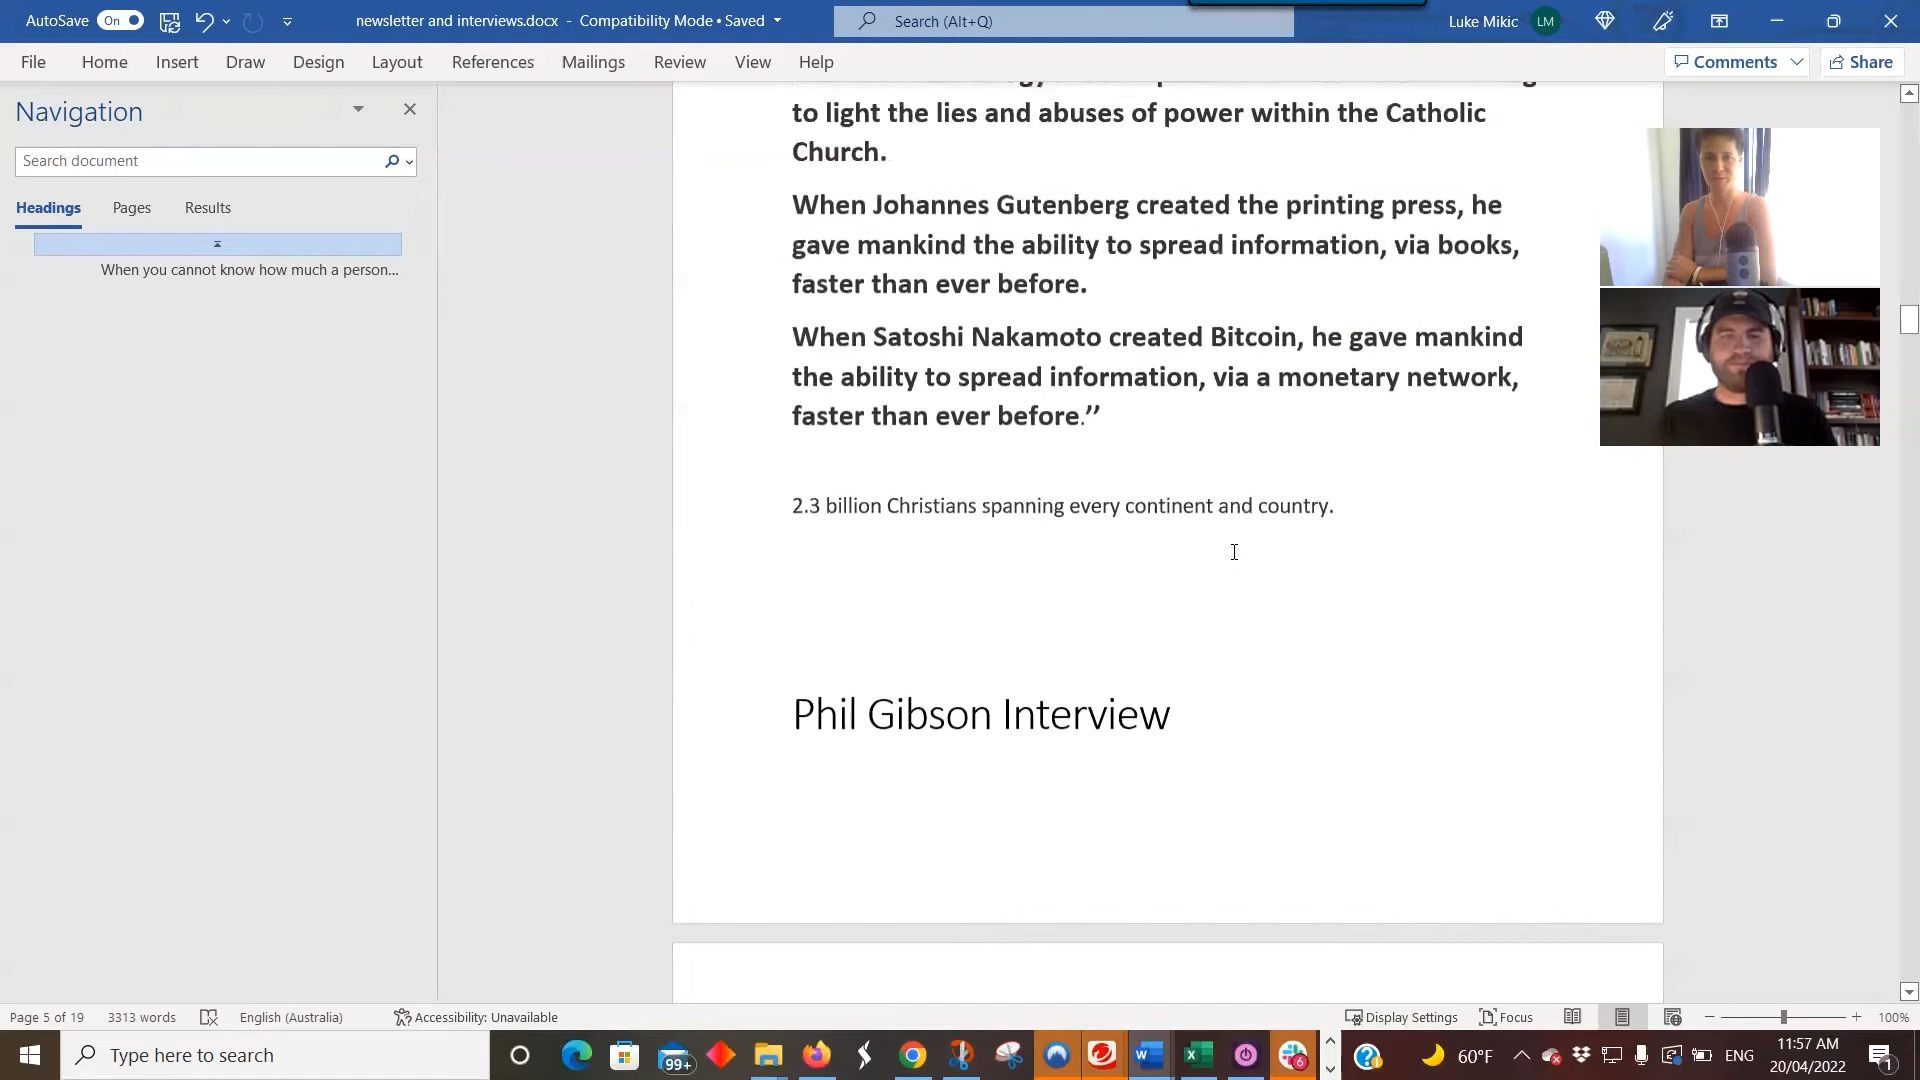 AutoSave On newsletter and interviews.docx - Compatibility Mode • Saved Search (Alt+Q) Luke Mikic LM
File Home Insert Draw Design Layout References Mailings Review View Help Comments Share
Navigation
Search document
Headings Pages Results
When you cannot know how much a person...
to light the lies and abuses of power within the Catholic
Church.
When Johannes Gutenberg created the printing press, he
gave mankind the ability to spread information, via books,
faster than ever before.
When Satoshi Nakamoto created Bitcoin, he gave mankind
the ability to spread information, via a monetary network,
faster than ever before.’’
2.3 billion Christians spanning every continent and country.
Phil Gibson Interview
Page 5 of 19 3313 words English (Australia) Accessibility: Unavailable Display Settings Focus 100%
Type here to search 99+ 6 60°F ENG 11:57 AM
20/04/2022 1